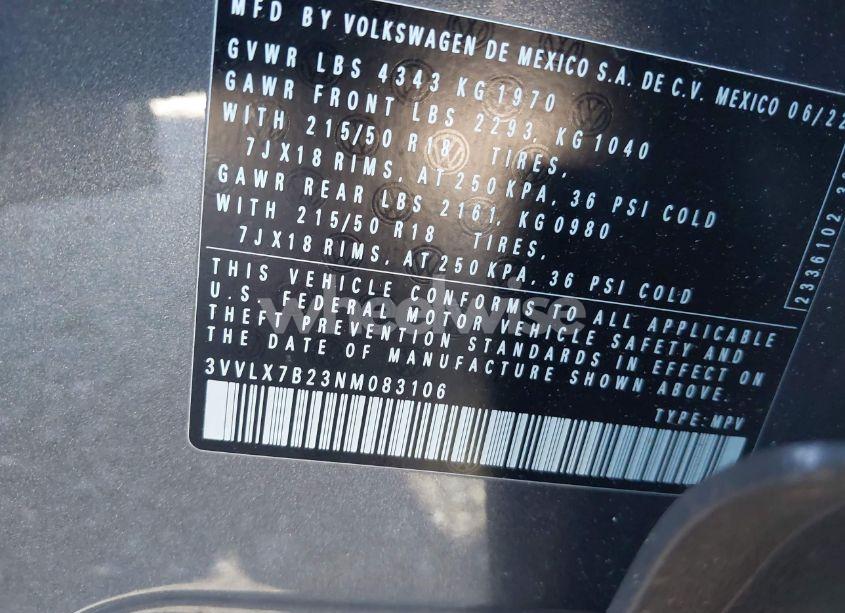 MFD BY VOLKSWAGEN DE MEXICO S.A. DE C.V. MEXICO 06/22
GVWR LBS 4343 KG 1970
GAWR FRONT LBS 2293, KG 1040
WITH 215/50 R18 TIRES,
7JX18 RIMS, AT 250 KPA, 36 PSI COLD
GAWR REAR LBS 2161, KG0980
WITH 215/50 R18 TIRES,
7JX18 RIMS, AT 250 KPA, 36 PSI COLD
THIS VEHICLE CONFORMS TO ALL APPLICABLE
U.S. FEDERAL MOTOR VEHICLE SAFETY AND
THEFT PREVENTION STANDARDS IN EFFECT ON
THE DATE OF MANUFACTURE SHOWN ABOVE.
3VVLX7B23NM083106
TYPE: MPV
2336102
wheelwise